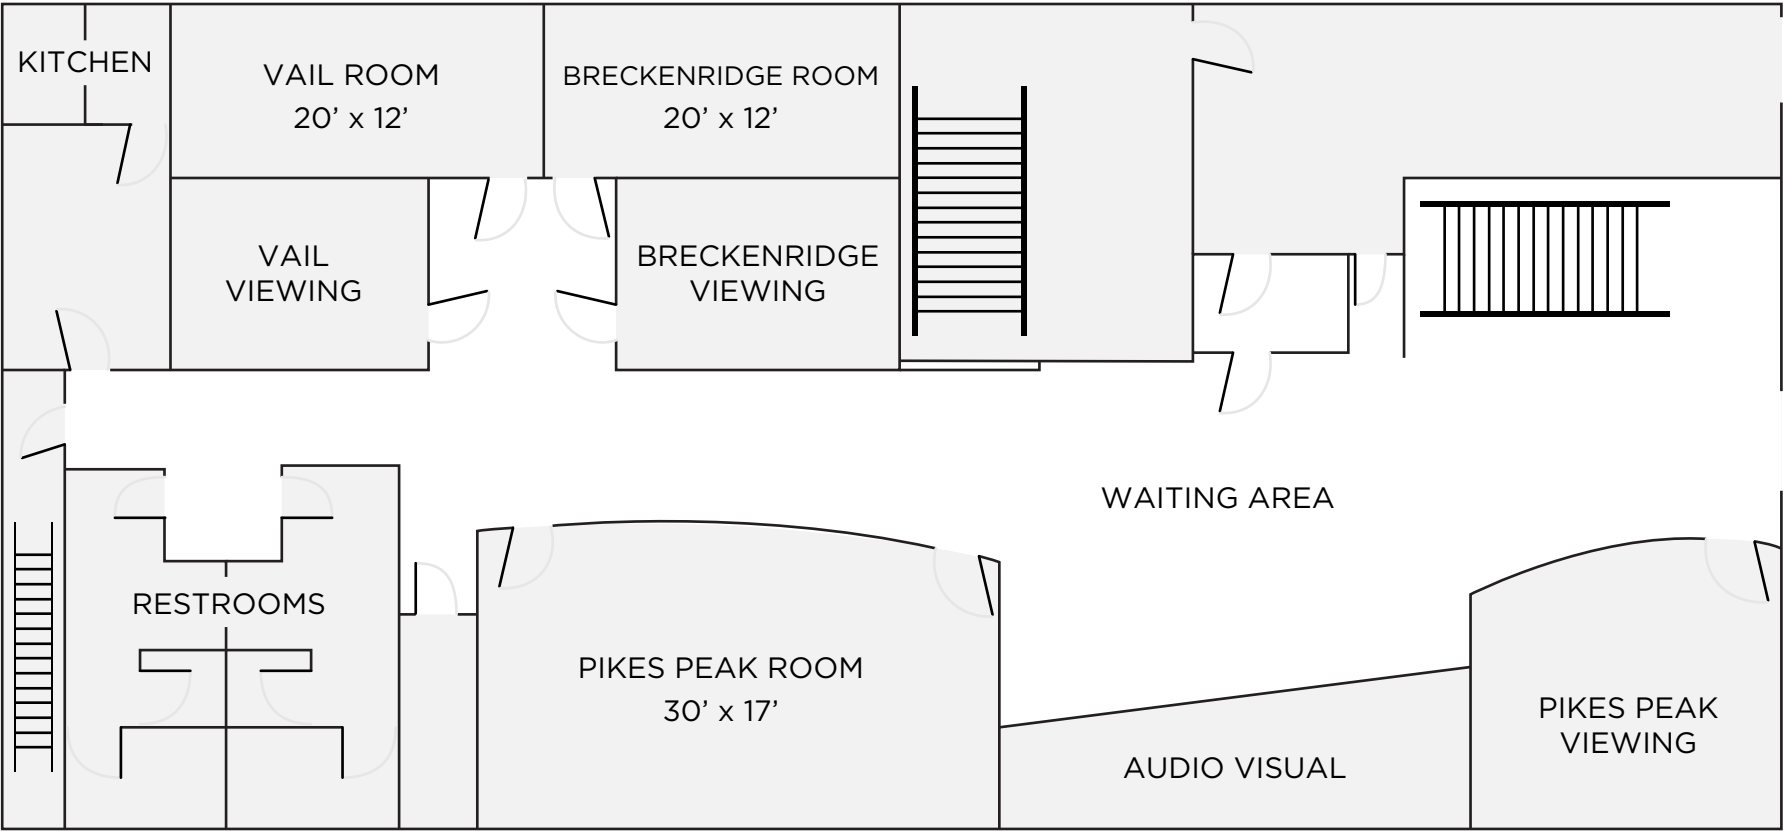 KITCHEN
VAIL ROOM
20’ x 12’
BRECKENRIDGE ROOM
20’ x 12’
VAIL
VIEWING
BRECKENRIDGE
VIEWING
WAITING AREA
RESTROOMS
PIKES PEAK ROOM
30’ x 17’
AUDIO VISUAL
PIKES PEAK
VIEWING